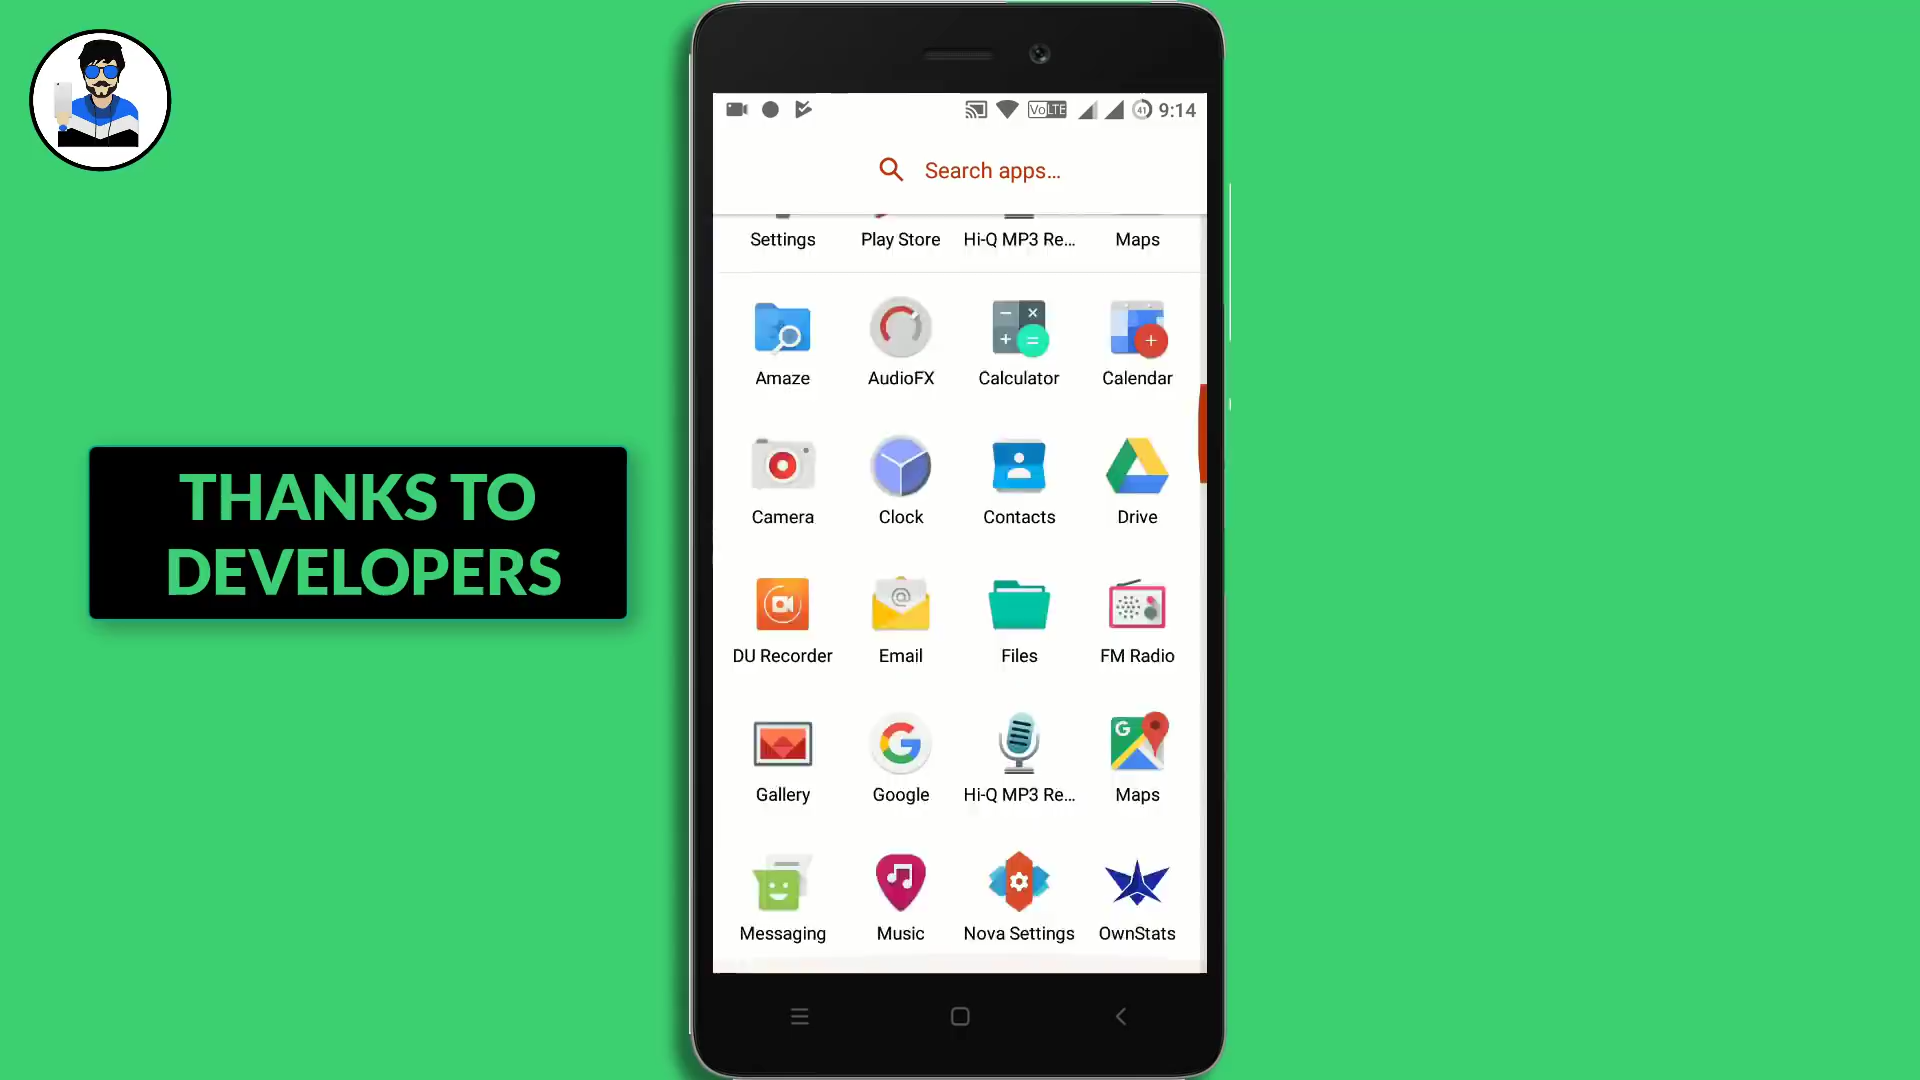 VoLTE 41 9:14
Search apps...
Settings Play Store Hi-Q MP3 Re... Maps
Amaze AudioFX Calculator Calendar
Camera Clock Contacts Drive
THANKS TO
DEVELOPERS
DU Recorder Email Files FM Radio
Gallery Google Hi-Q MP3 Re... Maps
Messaging Music Nova Settings OwnStats